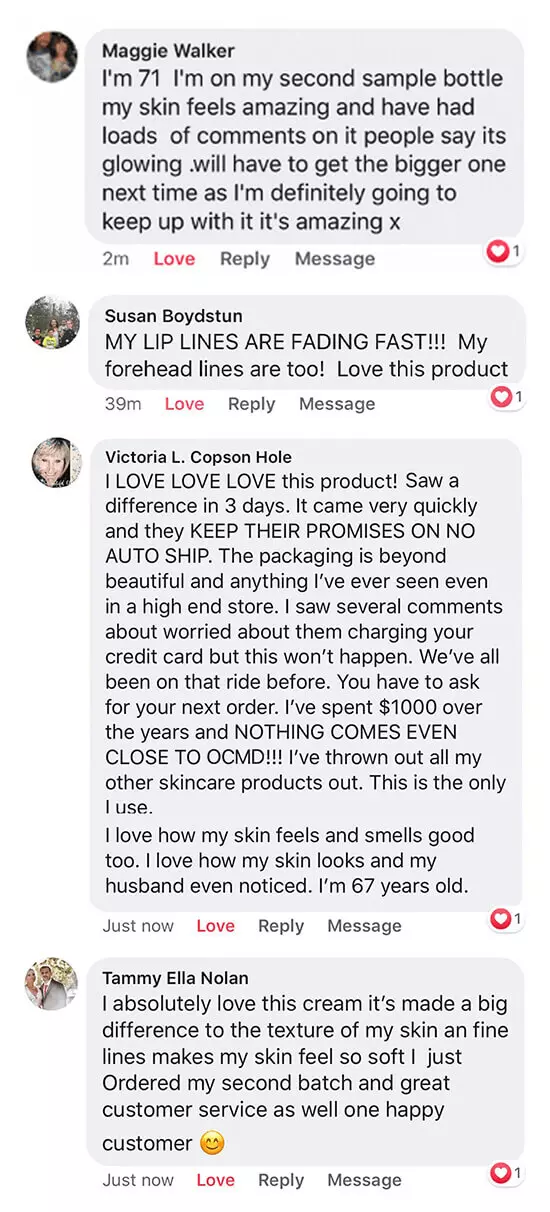 Maggie Walker
I'm 71  I'm on my second sample bottle
my skin feels amazing and have had
loads  of comments on it people say its
glowing .will have to get the bigger one
next time as I'm definitely going to
keep up with it it's amazing x
2m Love Reply Message 1
Susan Boydstun
MY LIP LINES ARE FADING FAST!!!  My
forehead lines are too!  Love this product
39m Love Reply Message 1
Victoria L. Copson Hole
I LOVE LOVE LOVE this product! Saw a
difference in 3 days. It came very quickly
and they KEEP THEIR PROMISES ON NO
AUTO SHIP. The packaging is beyond
beautiful and anything I've ever seen even
in a high end store. I saw several comments
about worried about them charging your
credit card but this won't happen. We've all
been on that ride before. You have to ask
for your next order. I've spent $1000 over
the years and NOTHING COMES EVEN
CLOSE TO OCMD!!! I've thrown out all my
other skincare products out. This is the only
I use.
I love how my skin feels and smells good
too. I love how my skin looks and my
husband even noticed. I'm 67 years old.
Just now Love Reply Message 1
Tammy Ella Nolan
I absolutely love this cream it's made a big
difference to the texture of my skin an fine
lines makes my skin feel so soft I  just
Ordered my second batch and great
customer service as well one happy
customer 😊
Just now Love Reply Message 1